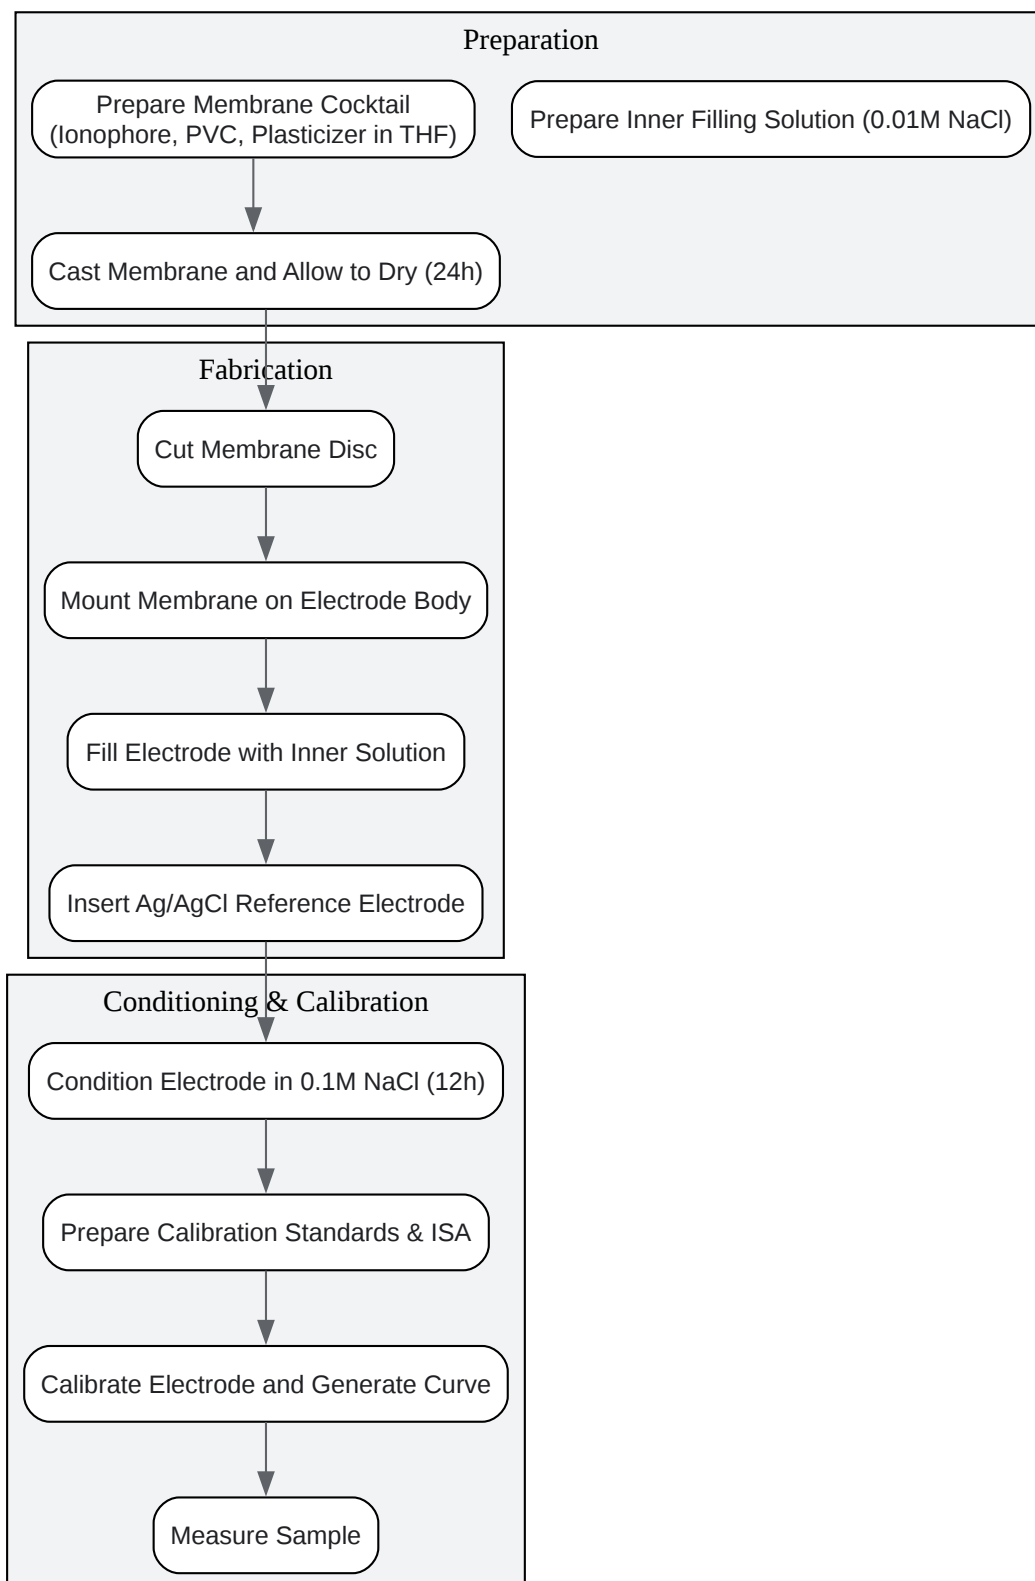 Preparation
Prepare Membrane Cocktail
(Ionophore, PVC, Plasticizer in THF)
Prepare Inner Filling Solution (0.01M NaCl)
Cast Membrane and Allow to Dry (24h)
Fabrication
Cut Membrane Disc
Mount Membrane on Electrode Body
Fill Electrode with Inner Solution
Insert Ag/AgCl Reference Electrode
Conditioning & Calibration
Condition Electrode in 0.1M NaCl (12h)
Prepare Calibration Standards & ISA
Calibrate Electrode and Generate Curve
Measure Sample